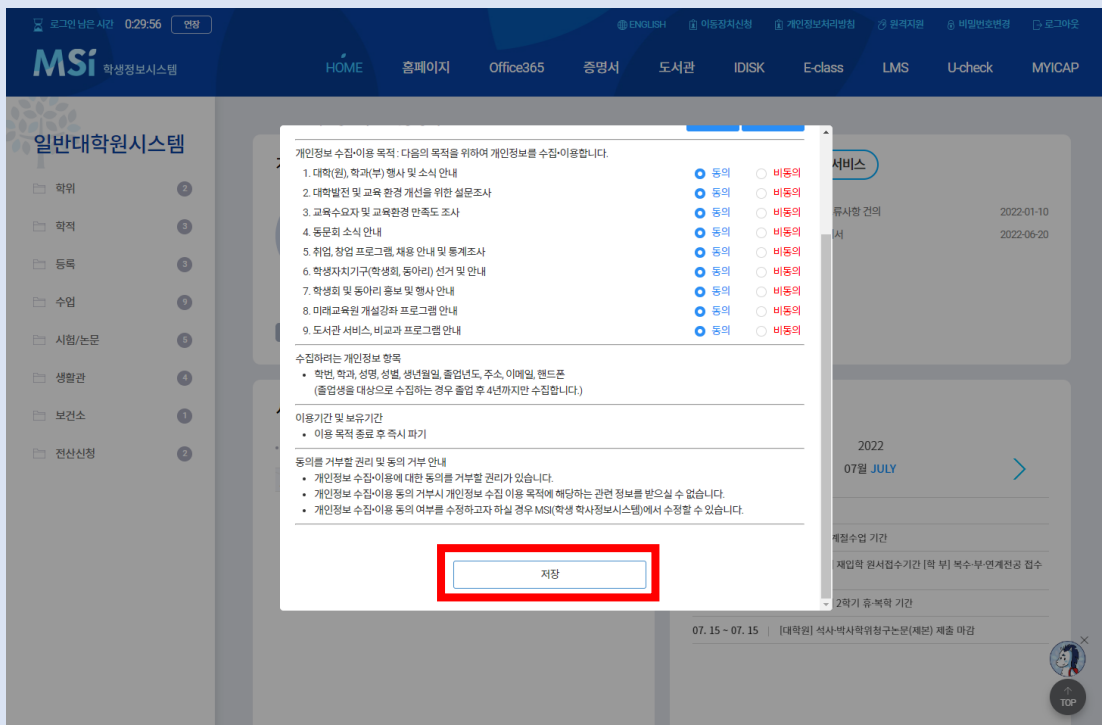 로그인 남은 시간 0:29:56 연장
ENGLISH 이동장치신청 개인정보처리방침 원격지원 비밀번호변경 로그아웃
MSi 학생정보시스템
HOME 홈페이지 Office365 증명서 도서관 IDISK E-class LMS U-check MYICAP
일반대학원시스템
학위 2
학적 3
등록 3
수업 9
시험/논문 5
생활관 4
보건소 1
전산신청 2
개인정보 수집•이용 목적 : 다음의 목적을 위하여 개인정보를 수집•이용합니다.
1. 대학(원), 학과(부) 행사 및 소식 안내 동의 비동의
2. 대학발전 및 교육 환경 개선을 위한 설문조사 동의 비동의
3. 교육수요자 및 교육환경 만족도 조사 동의 비동의
4. 동문회 소식 안내 동의 비동의
5. 취업, 창업 프로그램, 채용 안내 및 통계조사 동의 비동의
6. 학생자치기구(학생회, 동아리) 선거 및 안내 동의 비동의
7. 학생회 및 동아리 홍보 및 행사 안내 동의 비동의
8. 미래교육원 개설강좌 프로그램 안내 동의 비동의
9. 도서관 서비스, 비교과 프로그램 안내 동의 비동의
수집하려는 개인정보 항목
• 학번, 학과, 성명, 성별, 생년월일, 졸업년도, 주소, 이메일, 핸드폰
(졸업생을 대상으로 수집하는 경우 졸업 후 4년까지만 수집합니다.)
이용기간 및 보유기간
• 이용 목적 종료 후 즉시 파기
동의를 거부할 권리 및 동의 거부 안내
• 개인정보 수집•이용에 대한 동의를 거부할 권리가 있습니다.
• 개인정보 수집•이용 동의 거부시 개인정보 수집 이용 목적에 해당하는 관련 정보를 받으실 수 없습니다.
• 개인정보 수집•이용 동의 여부를 수정하고자 하실 경우 MSI(학생 학사정보시스템)에서 수정할 수 있습니다.
저장
서비스
류사항 건의 2022-01-10
서 2022-06-20
2022
07월 JULY
계절수업 기간
재입학 원서접수기간 [학 부] 복수·부·연계전공 접수
2학기 휴·복학 기간
07. 15 ~ 07. 15 | [대학원] 석사·박사학위청구논문(제본) 제출 마감
TOP